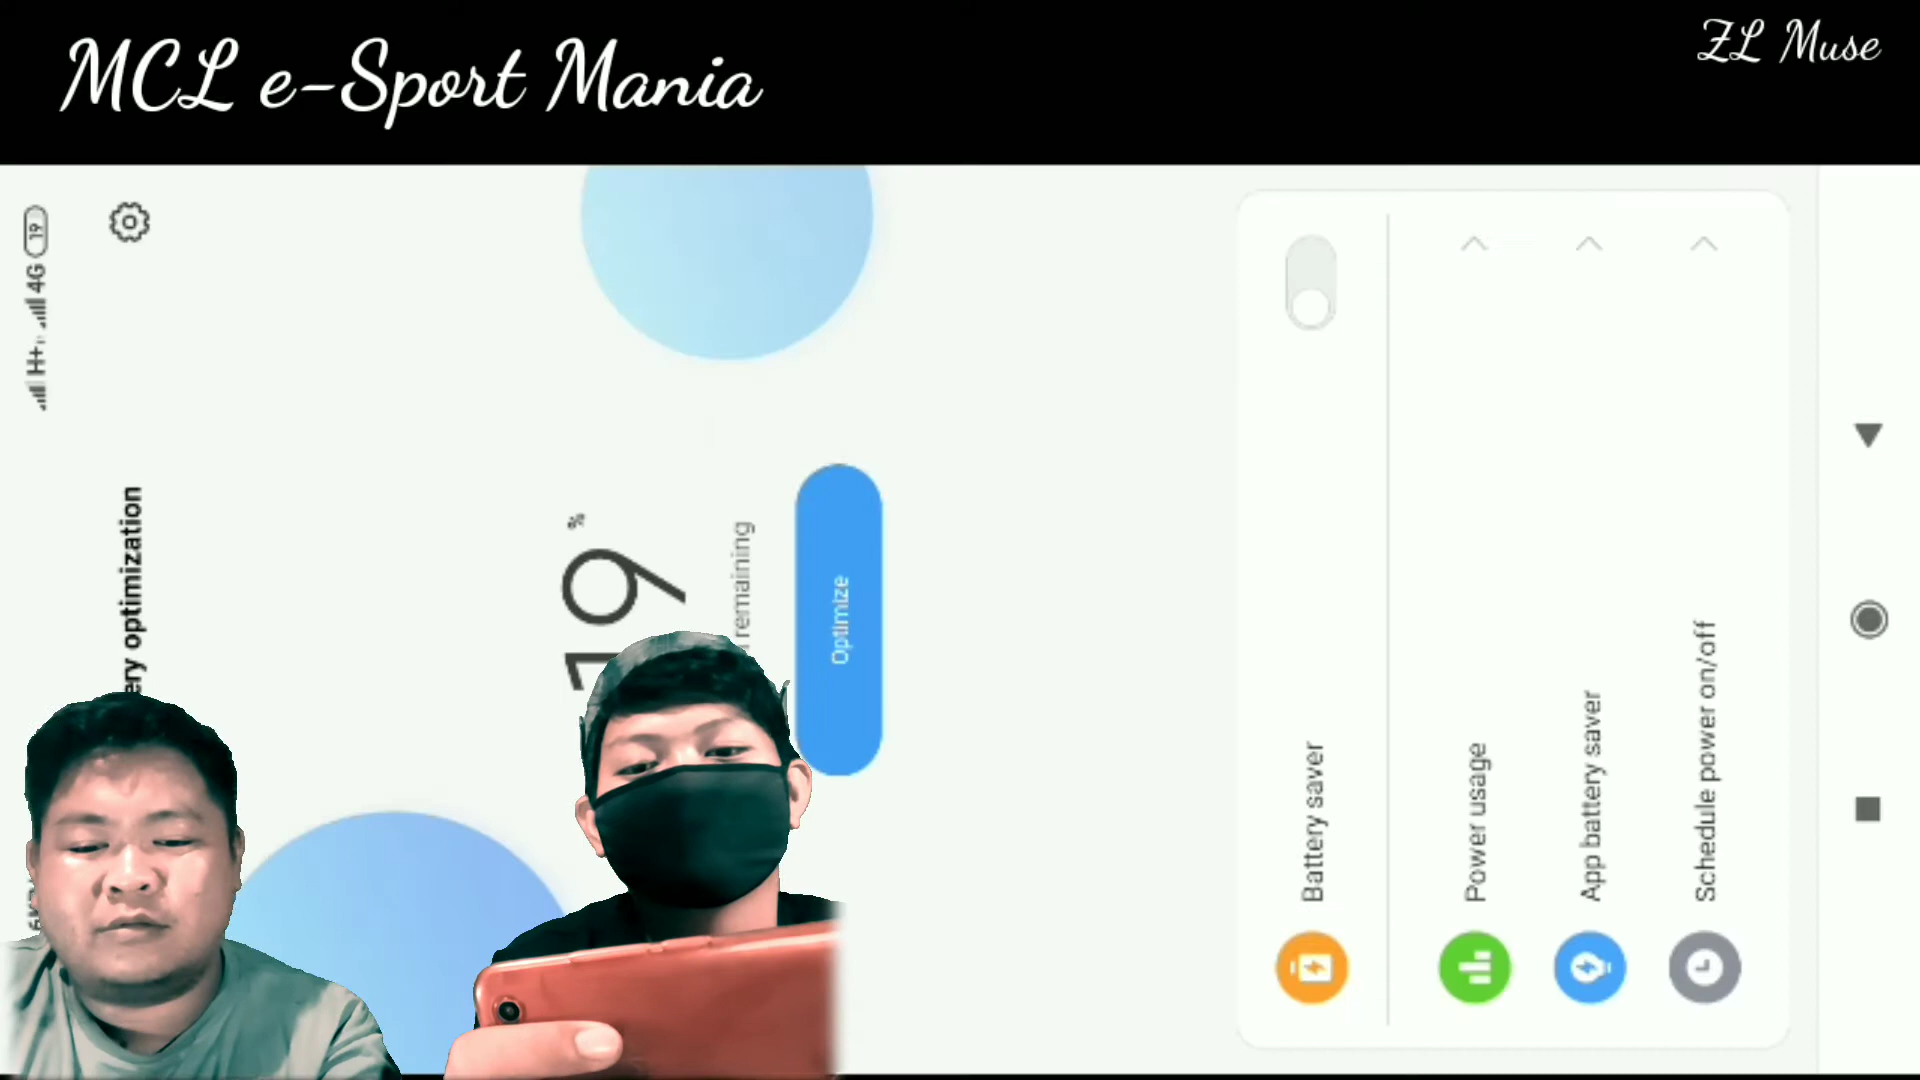 MCL e-Sport Mania
ZL Muse
H+ 4G 19
ery optimization
19 %
remaining
Optimize
Battery saver
Power usage
App battery saver
Schedule power on/off